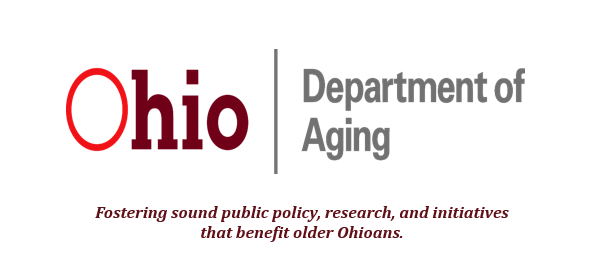 Ohio
Department of
Aging
Fostering sound public policy, research, and initiatives
that benefit older Ohioans.